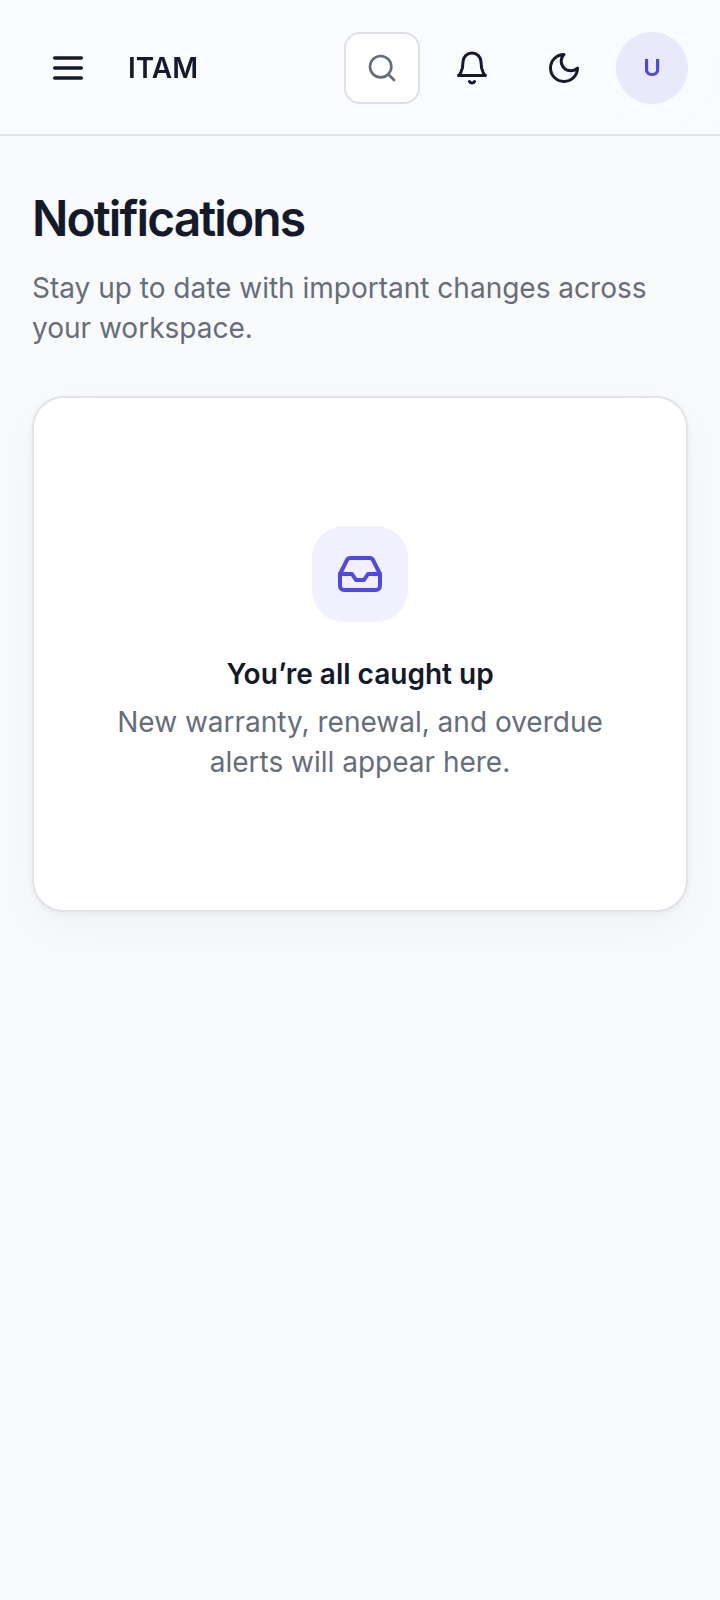 ITAM
U
Notifications
Stay up to date with important changes across
your workspace.
You’re all caught up
New warranty, renewal, and overdue
alerts will appear here.